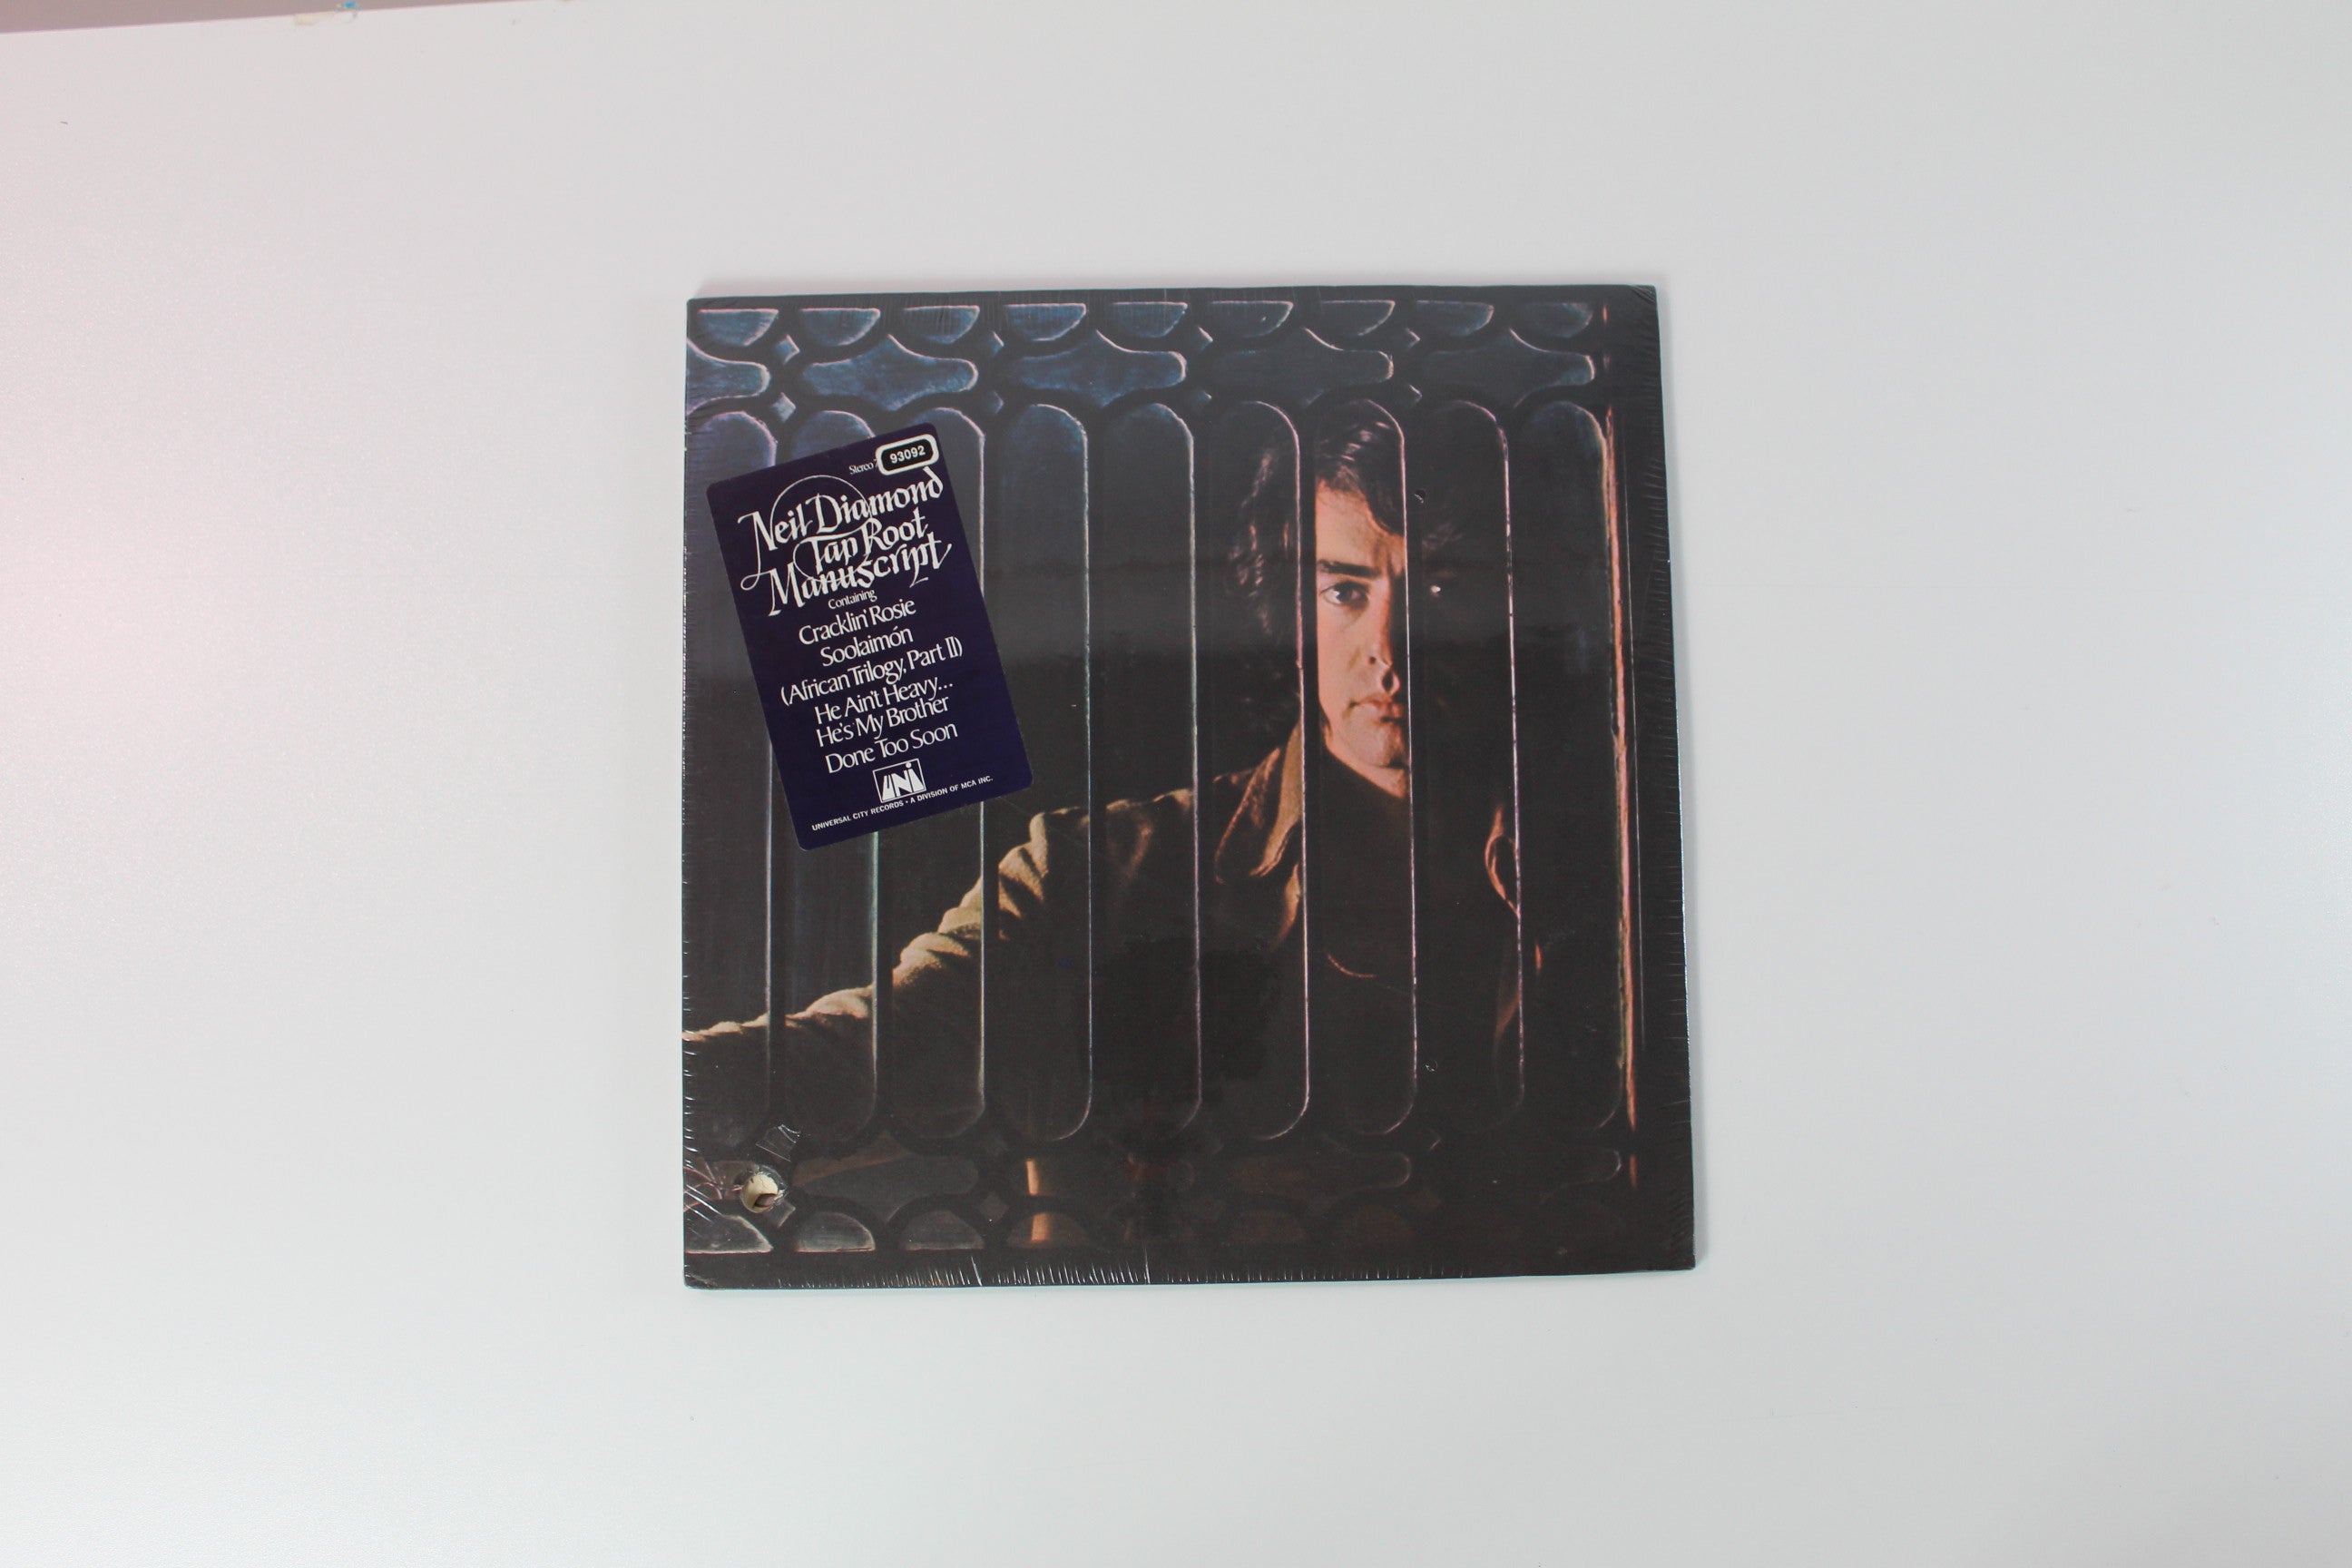 Stereo 7
93092
Neil Diamond
Tap Root
Manuscript
Containing
Cracklin' Rosie
Soolaimón
(African Trilogy, Part II)
He Ain't Heavy...
He's My Brother
Done Too Soon
UNI
UNIVERSAL CITY RECORDS • A DIVISION OF MCA INC.